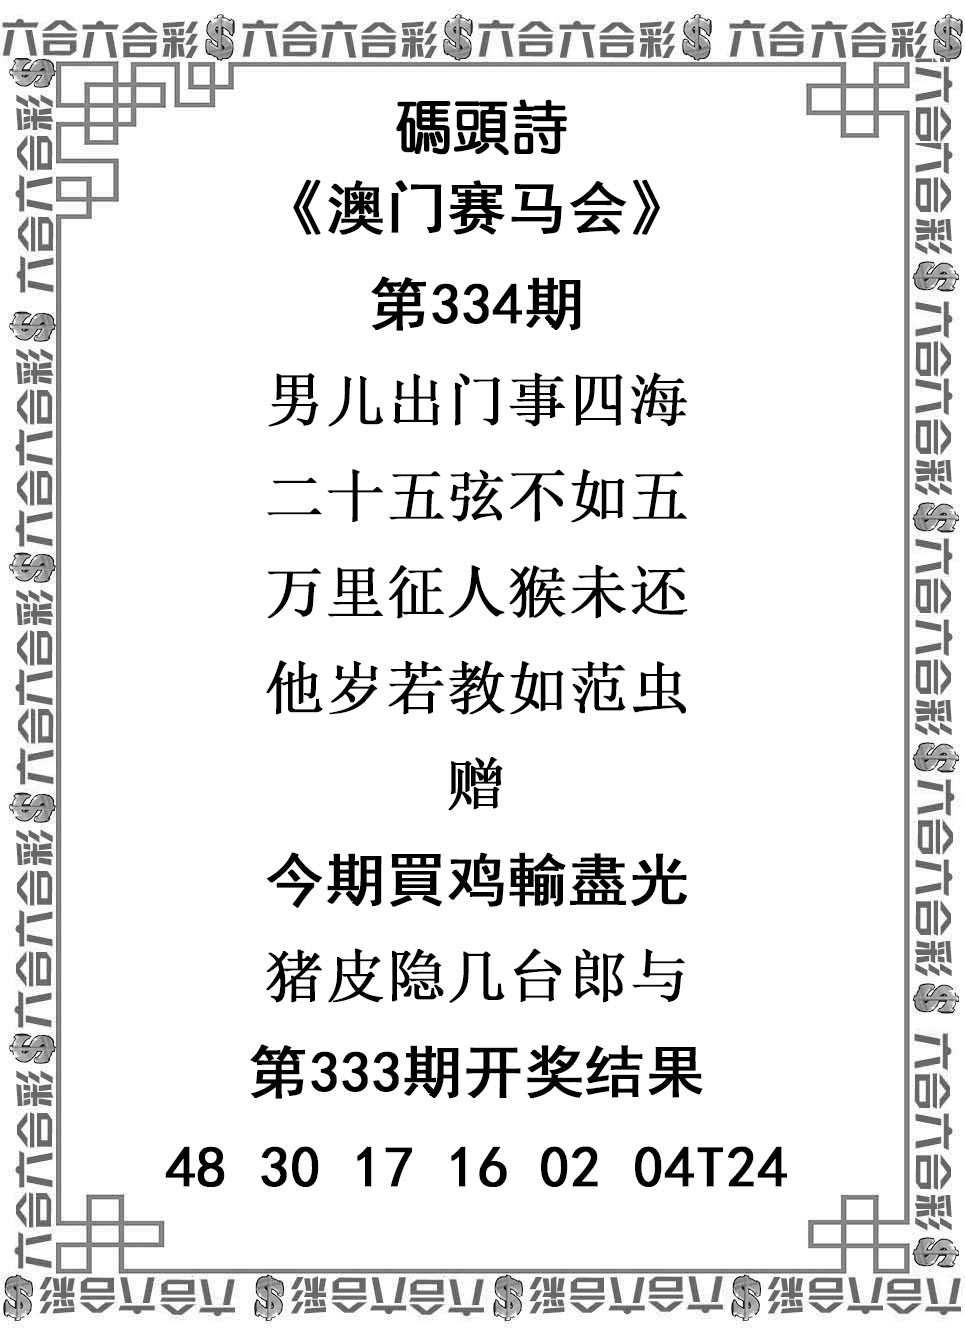 六合六合彩$六合六合彩$六合六合彩$六合六合彩$
碼頭詩
《澳门赛马会》
第334期
男儿出门事四海
二十五弦不如五
万里征人猴未还
他岁若教如范虫
赠
今期買鸡輸盡光
猪皮隐几台郎与
第333期开奖结果
48 30 17 16 02 04T24